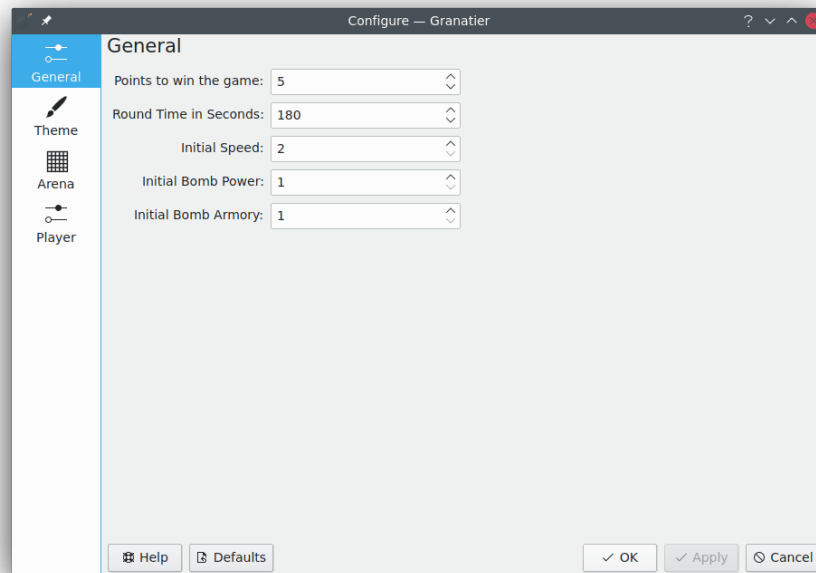 Configure — Granatier
General
General
Points to win the game: 5
Round Time in Seconds: 180
Theme
Initial Speed: 2
Initial Bomb Power: 1
Arena
Initial Bomb Armory: 1
Player
Help Defaults OK Apply Cancel